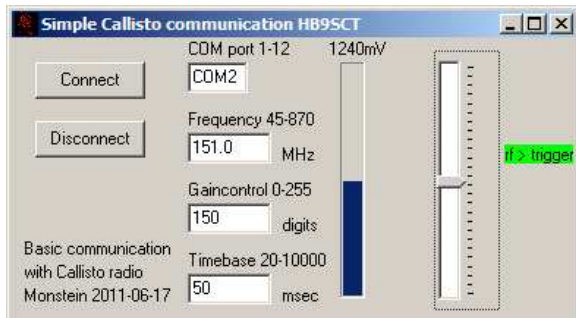 Simple Callisto communication HB9SCT
COM port 1-12
1240mV
Connect
COM2
Disconnect
Frequency 45-870
151.0
MHz
rf > trigger
Gaincontrol 0-255
150
digits
Basic communication
with Callisto radio
Monstein 2011-06-17
Timebase 20-10000
50
msec